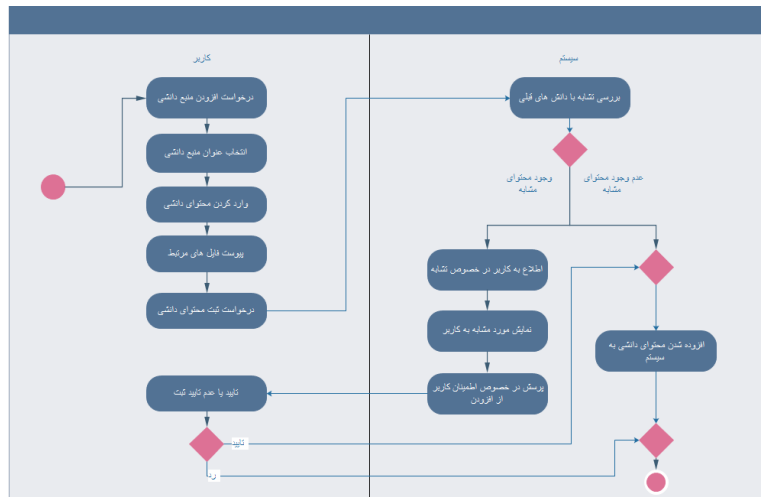 کاربر
سیستم
درخواست افزودن منبع دانشی
انتخاب عنوان منبع دانشی
وارد کردن محتوای دانشی
پیوست فایل های مرتبط
درخواست ثبت محتوای دانشی
بررسی تشابه با دانش های قبلی
وجود محتوای
مشابه
عدم وجود محتوای
مشابه
اطلاع به کاربر در خصوص تشابه
نمایش مورد مشابه به کاربر
پرسش در خصوص اطمینان کاربر
از افزودن
تایید یا عدم تایید ثبت
تایید
رد
افزوده شدن محتوای دانشی به
سیستم